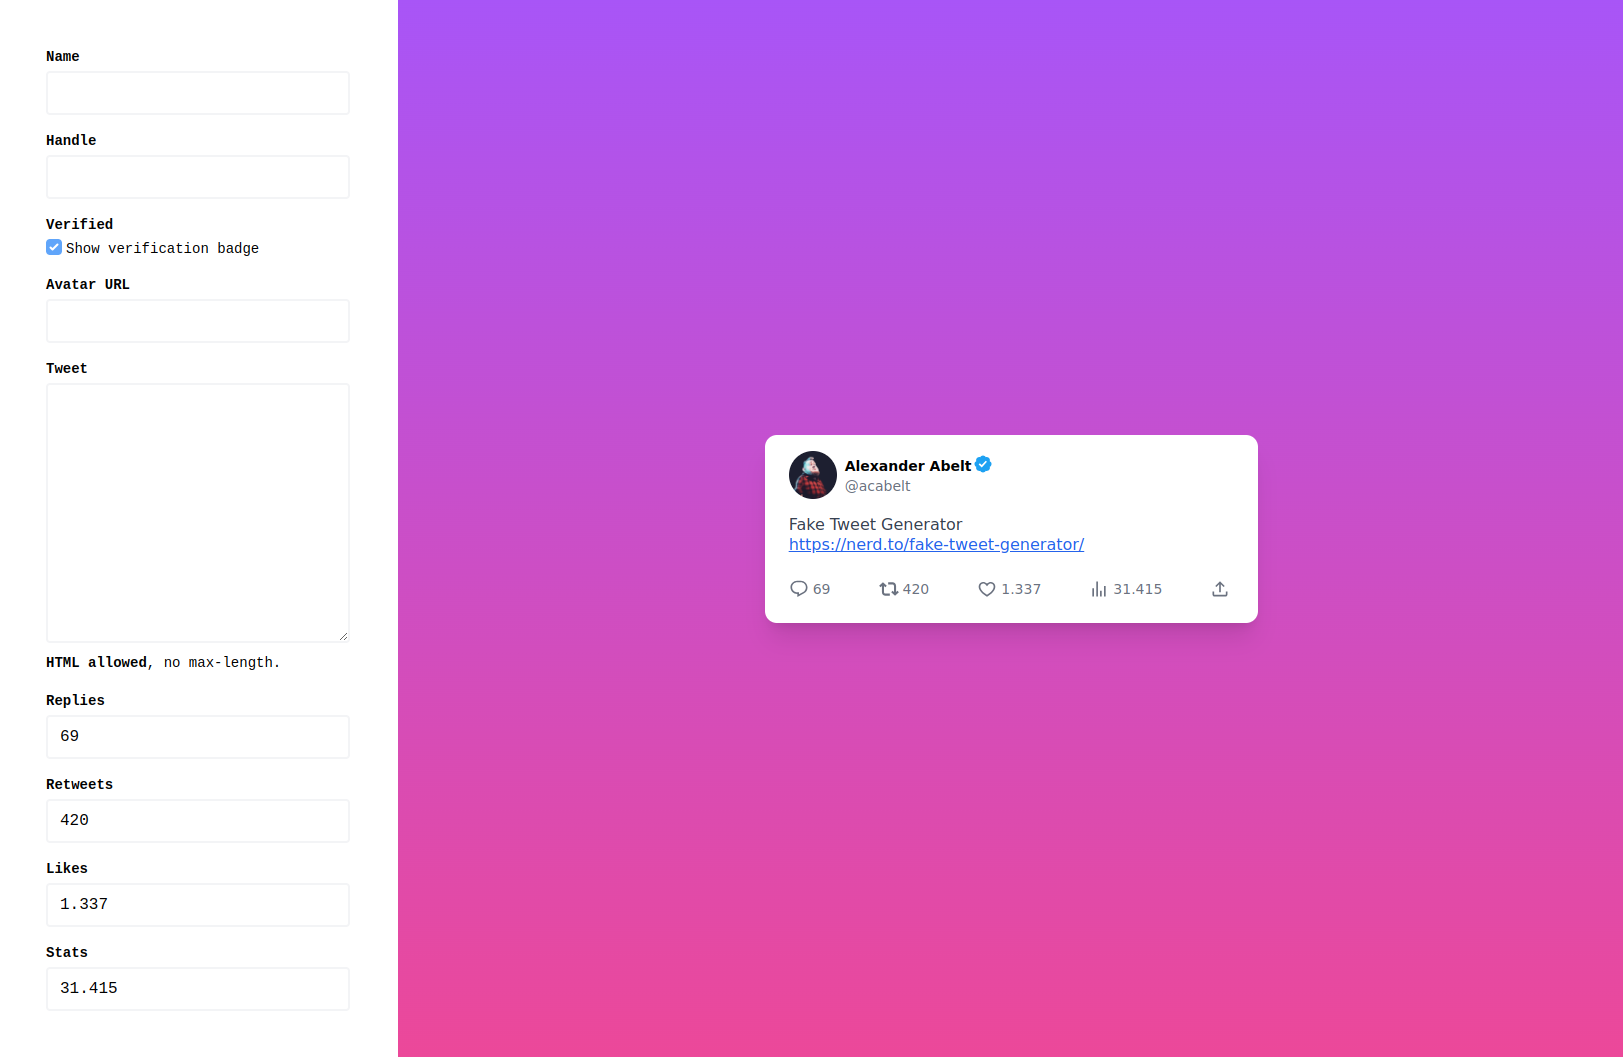 Name
Handle
Verified
Show verification badge
Avatar URL
Tweet
HTML allowed, no max-length.
Replies
69
Retweets
420
Likes
1.337
Stats
31.415
Alexander Abelt
@acabelt
Fake Tweet Generator
https://nerd.to/fake-tweet-generator/
69 420 1.337 31.415